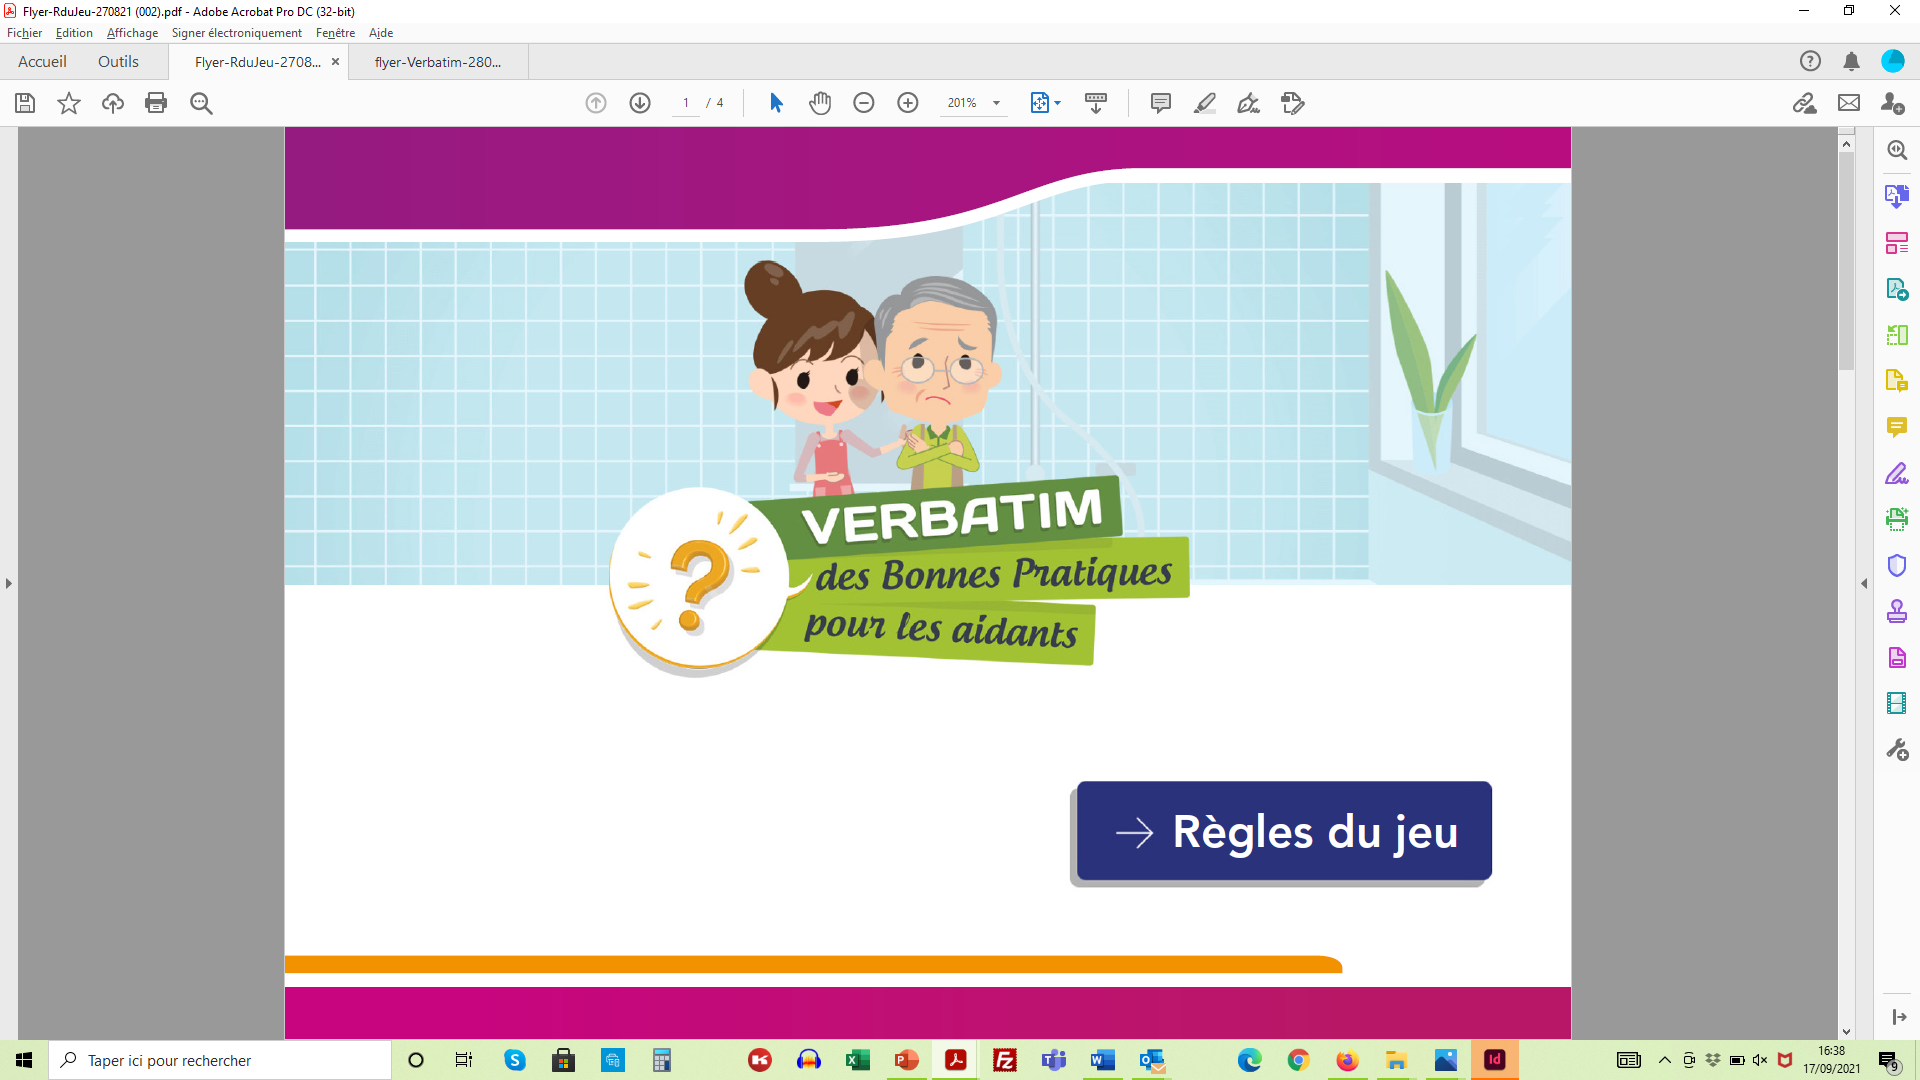 Flyer-RduJeu-270821 (002).pdf - Adobe Acrobat Pro DC (32-bit)
Fichier Edition Affichage Signer électroniquement Fenêtre Aide
Accueil Outils Flyer-RduJeu-2708... × flyer-Verbatim-280...
1 / 4 201%
VERBATIM
des Bonnes Pratiques
pour les aidants
?
→ Règles du jeu
Taper ici pour rechercher
16:38
17/09/2021
9